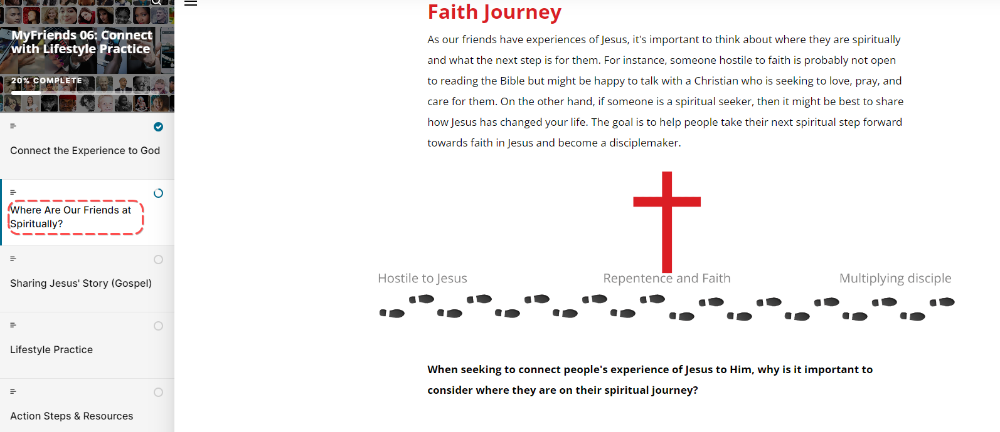 MyFriends 06: Connect
with Lifestyle Practice
20% COMPLETE
Connect the Experience to God
Where Are Our Friends at
Spiritually?
Sharing Jesus' Story (Gospel)
Lifestyle Practice
Action Steps & Resources
Faith Journey
As our friends have experiences of Jesus, it's important to think about where they are spiritually
and what the next step is for them. For instance, someone hostile to faith is probably not open
to reading the Bible but might be happy to talk with a Christian who is seeking to love, pray, and
care for them. On the other hand, if someone is a spiritual seeker, then it might be best to share
how Jesus has changed your life. The goal is to help people take their next spiritual step forward
towards faith in Jesus and become a disciplemaker.
Hostile to Jesus
Repentence and Faith
Multiplying disciple
When seeking to connect people's experience of Jesus to Him, why is it important to
consider where they are on their spiritual journey?